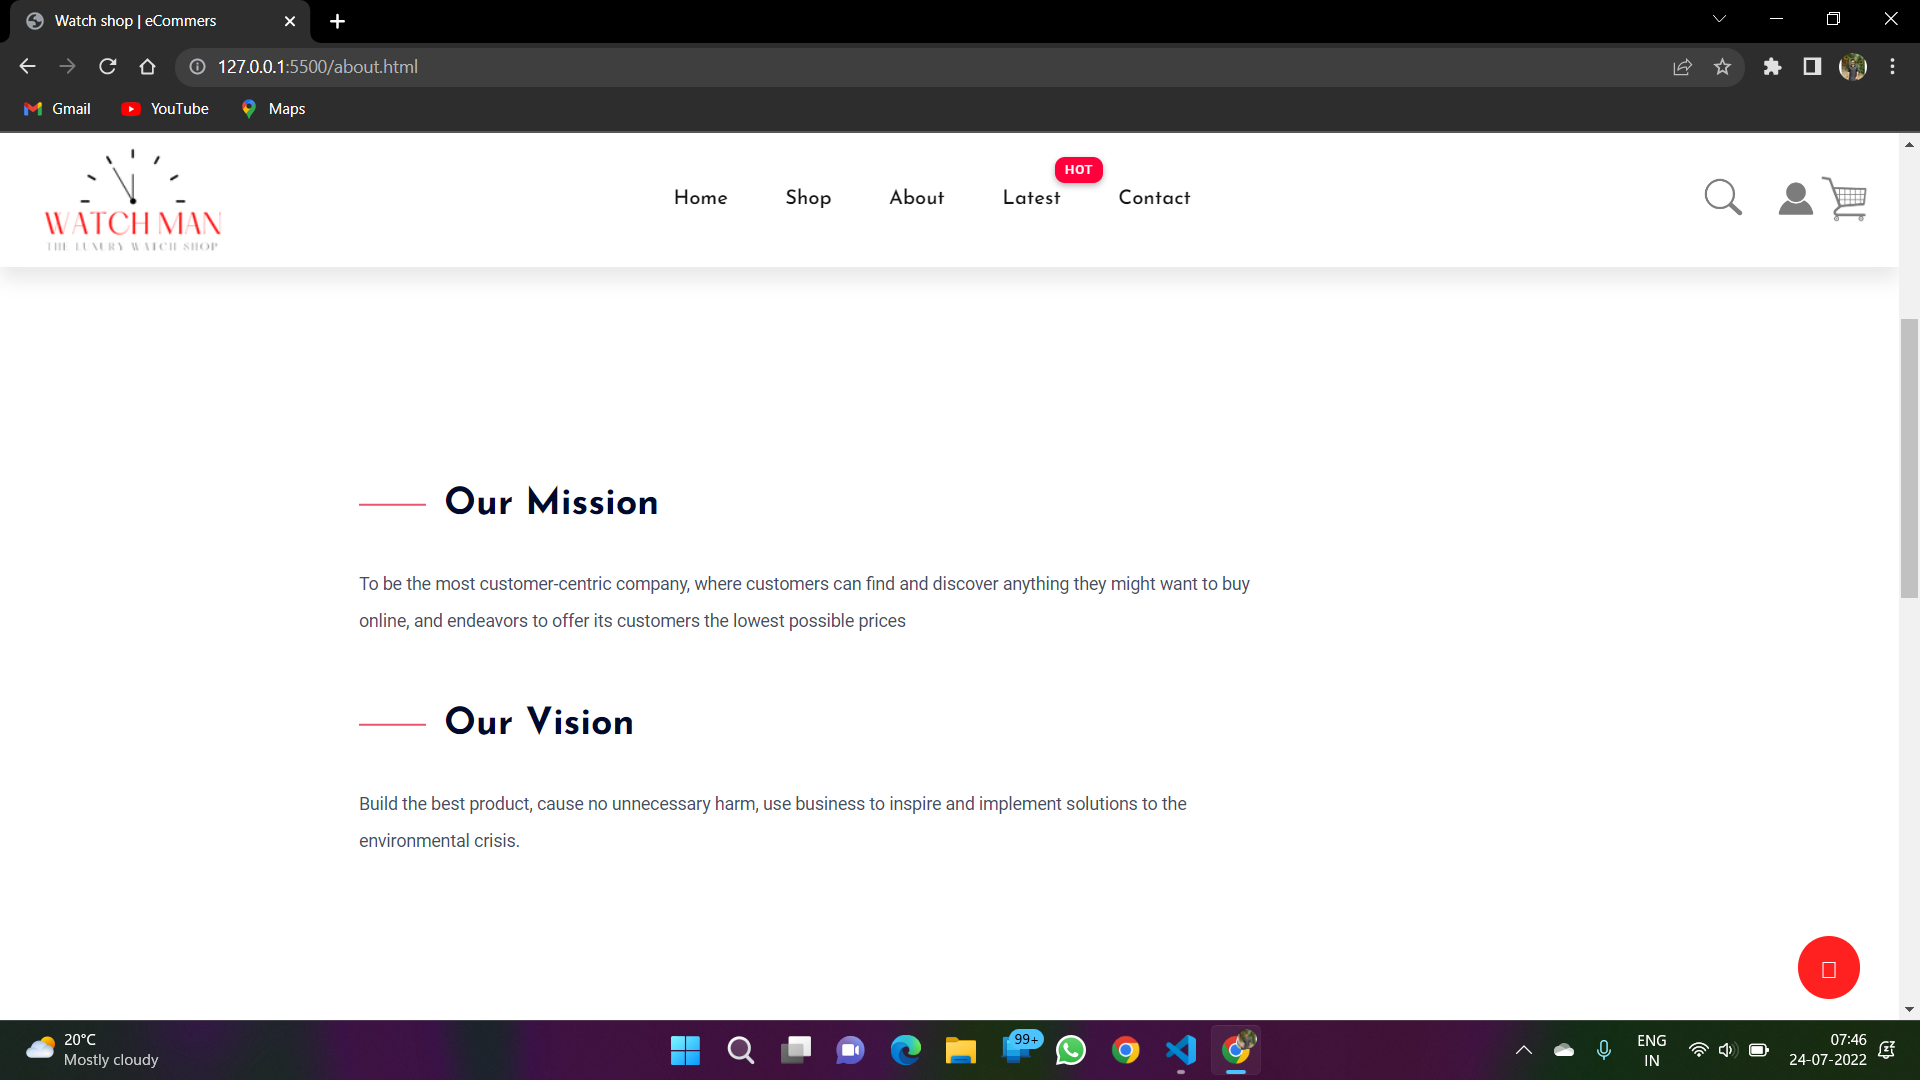 Watch shop | eCommers
127.0.0.1:5500/about.html
Gmail YouTube Maps
WATCH MAN
THE LUXURY WATCH SHOP
Home Shop About Latest HOT Contact
Our Mission
To be the most customer-centric company, where customers can find and discover anything they might want to buy
online, and endeavors to offer its customers the lowest possible prices
Our Vision
Build the best product, cause no unnecessary harm, use business to inspire and implement solutions to the
environmental crisis.
20°C
Mostly cloudy
99+
ENG
IN
07:46
24-07-2022